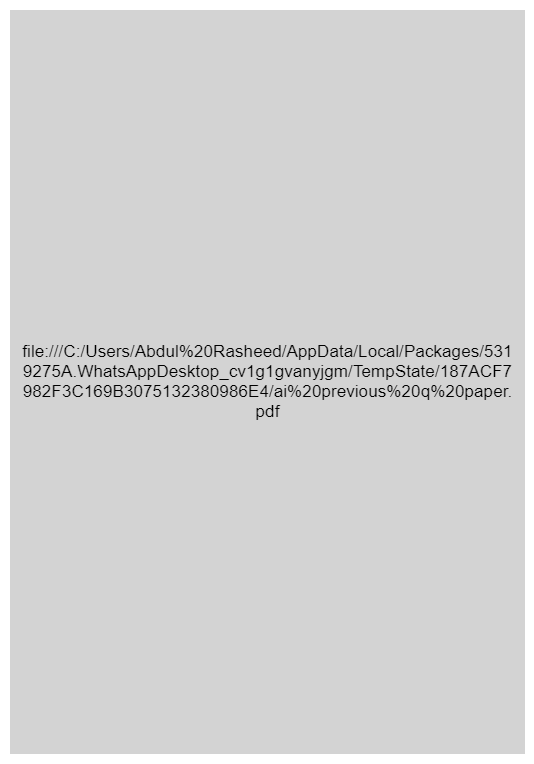 file:///C:/Users/Abdul%20Rasheed/AppData/Local/Packages/531
9275A.WhatsAppDesktop_cv1g1gvanyjgm/TempState/187ACF7
982F3C169B3075132380986E4/ai%20previous%20q%20paper.
pdf